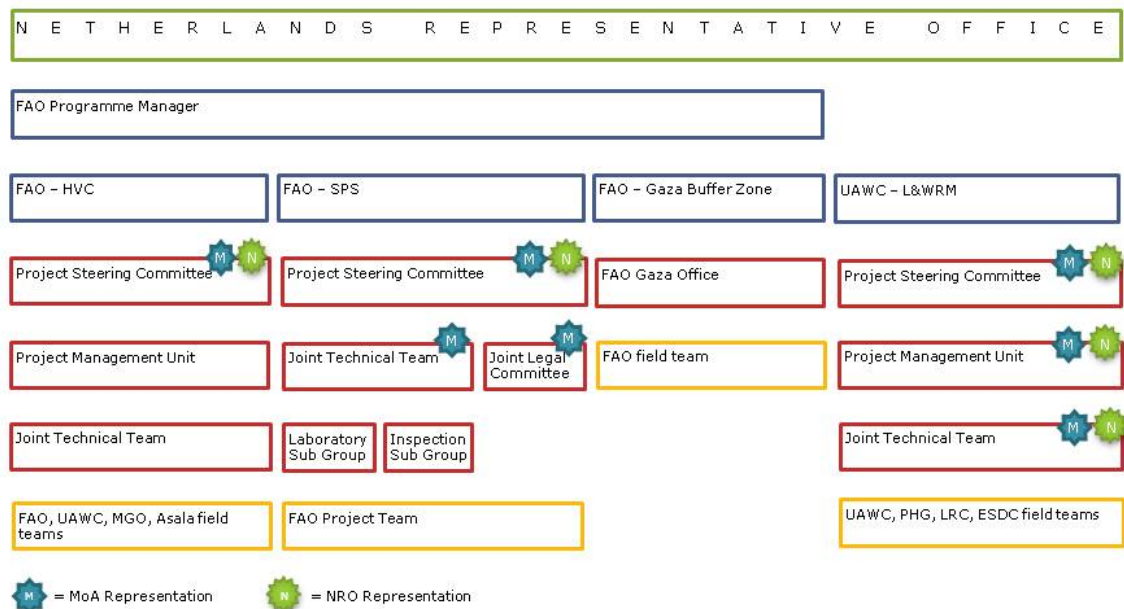 NETHERLANDS REPRESENTATIVE OFFICE
FAO Programme Manager
FAO – HVC
FAO – SPS
FAO – Gaza Buffer Zone
UAWC – L&WRM
M N
M N
M N
Project Steering Committee
Project Steering Committee
FAO Gaza Office
Project Steering Committee
M
M
M N
Project Management Unit
Joint Technical Team
Joint Legal
Committee
FAO field team
Project Management Unit
M N
Joint Technical Team
Laboratory
Sub Group
Inspection
Sub Group
Joint Technical Team
FAO, UAWC, MGO, Asala field
teams
FAO Project Team
UAWC, PHG, LRC, ESDC field teams
M = MoA Representation
N = NRO Representation